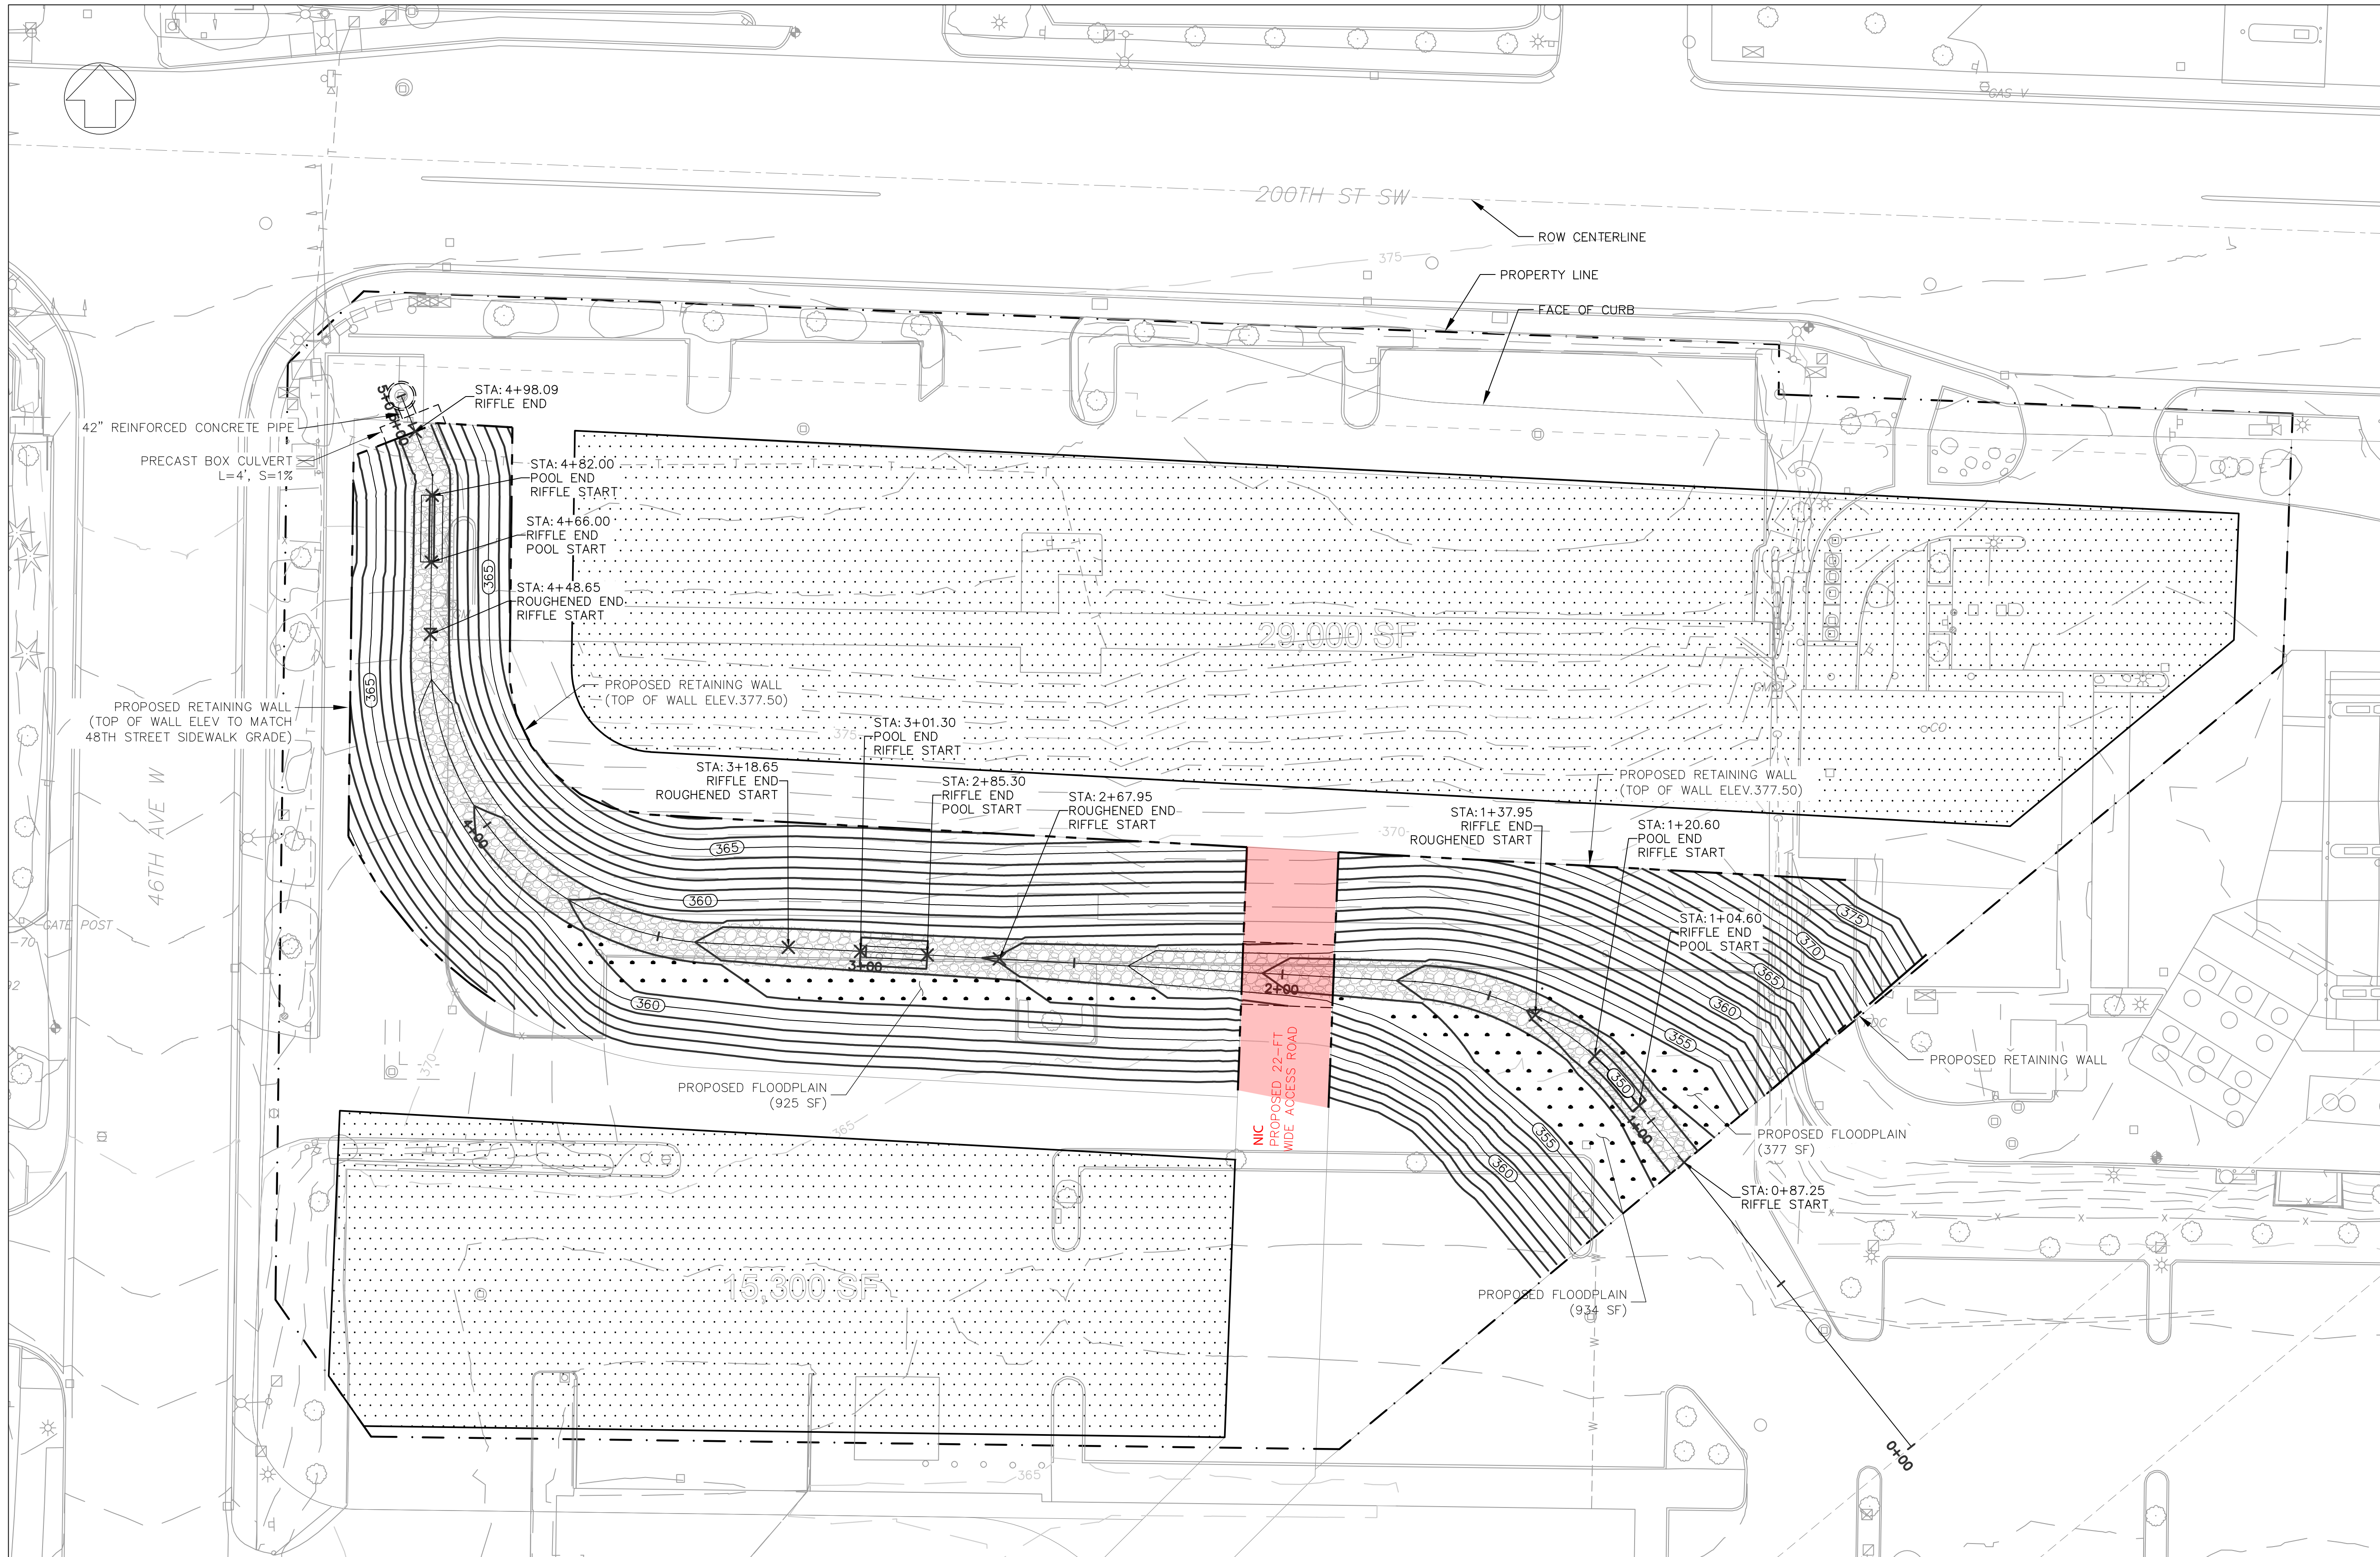 GAS V
200TH ST SW
ROW CENTERLINE
375
PROPERTY LINE
FACE OF CURB
STA: 4+98.09
RIFFLE END
42" REINFORCED CONCRETE PIPE
PRECAST BOX CULVERT
L=4', S=1%
STA: 4+82.00
POOL END
RIFFLE START
STA: 4+66.00
RIFFLE END
POOL START
365
STA: 4+48.65
ROUGHENED END
RIFFLE START
29,000 SF
365
PROPOSED RETAINING WALL
(TOP OF WALL ELEV.377.50)
PROPOSED RETAINING WALL
(TOP OF WALL ELEV TO MATCH
48TH STREET SIDEWALK GRADE)
CO
375
STA: 3+01.30
POOL END
RIFFLE START
STA: 3+18.65
RIFFLE END
ROUGHENED START
STA: 2+85.30
RIFFLE END
POOL START
STA: 2+67.95
ROUGHENED END
RIFFLE START
PROPOSED RETAINING WALL
(TOP OF WALL ELEV.377.50)
STA: 1+37.95
RIFFLE END
ROUGHENED START
STA: 1+20.60
POOL END
RIFFLE START
370
46TH AVE W
4+00
365
360
GATE POST
70
STA: 1+04.60
RIFFLE END
POOL START
375
370
365
360
355
3+00
2+00
360
350
1+00
PROPOSED RETAINING WALL
370
365
PROPOSED FLOODPLAIN
(925 SF)
NIC
PROPOSED 22-FT
WIDE ACCESS ROAD
355
360
PROPOSED FLOODPLAIN
(377 SF)
STA: 0+87.25
RIFFLE START
15,300 SF
PROPOSED FLOODPLAIN
(934 SF)
0+00
365